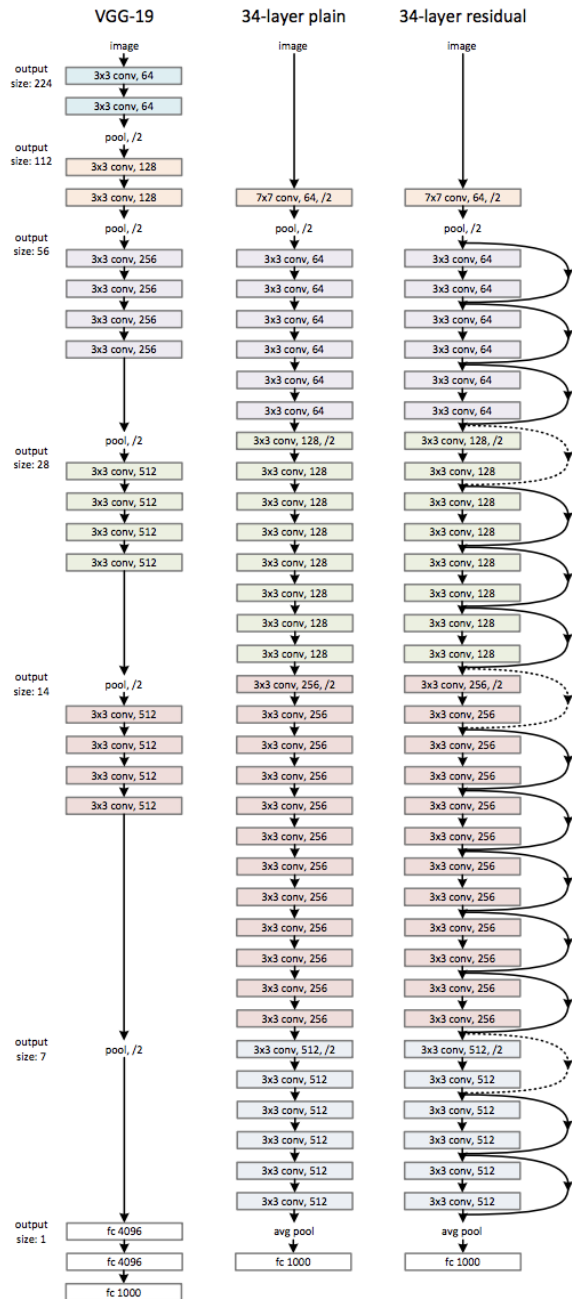 VGG-19
image
output
size: 224
3x3 conv, 64
3x3 conv, 64
pool, /2
output
size: 112
3x3 conv, 128
3x3 conv, 128
pool, /2
output
size: 56
3x3 conv, 256
3x3 conv, 256
3x3 conv, 256
3x3 conv, 256
pool, /2
output
size: 28
3x3 conv, 512
3x3 conv, 512
3x3 conv, 512
3x3 conv, 512
pool, /2
output
size: 14
3x3 conv, 512
3x3 conv, 512
3x3 conv, 512
3x3 conv, 512
pool, /2
output
size: 7
output
size: 1
fc 4096
fc 4096
fc 1000
34-layer plain
image
7x7 conv, 64, /2
pool, /2
3x3 conv, 64
3x3 conv, 64
3x3 conv, 64
3x3 conv, 64
3x3 conv, 64
3x3 conv, 64
3x3 conv, 128, /2
3x3 conv, 128
3x3 conv, 128
3x3 conv, 128
3x3 conv, 128
3x3 conv, 128
3x3 conv, 128
3x3 conv, 128
3x3 conv, 256, /2
3x3 conv, 256
3x3 conv, 256
3x3 conv, 256
3x3 conv, 256
3x3 conv, 256
3x3 conv, 256
3x3 conv, 256
3x3 conv, 256
3x3 conv, 256
3x3 conv, 256
3x3 conv, 256
3x3 conv, 512, /2
3x3 conv, 512
3x3 conv, 512
3x3 conv, 512
3x3 conv, 512
3x3 conv, 512
avg pool
fc 1000
34-layer residual
image
7x7 conv, 64, /2
pool, /2
3x3 conv, 64
3x3 conv, 64
3x3 conv, 64
3x3 conv, 64
3x3 conv, 64
3x3 conv, 64
3x3 conv, 128, /2
3x3 conv, 128
3x3 conv, 128
3x3 conv, 128
3x3 conv, 128
3x3 conv, 128
3x3 conv, 128
3x3 conv, 128
3x3 conv, 256, /2
3x3 conv, 256
3x3 conv, 256
3x3 conv, 256
3x3 conv, 256
3x3 conv, 256
3x3 conv, 256
3x3 conv, 256
3x3 conv, 256
3x3 conv, 256
3x3 conv, 256
3x3 conv, 256
3x3 conv, 512, /2
3x3 conv, 512
3x3 conv, 512
3x3 conv, 512
3x3 conv, 512
3x3 conv, 512
avg pool
fc 1000